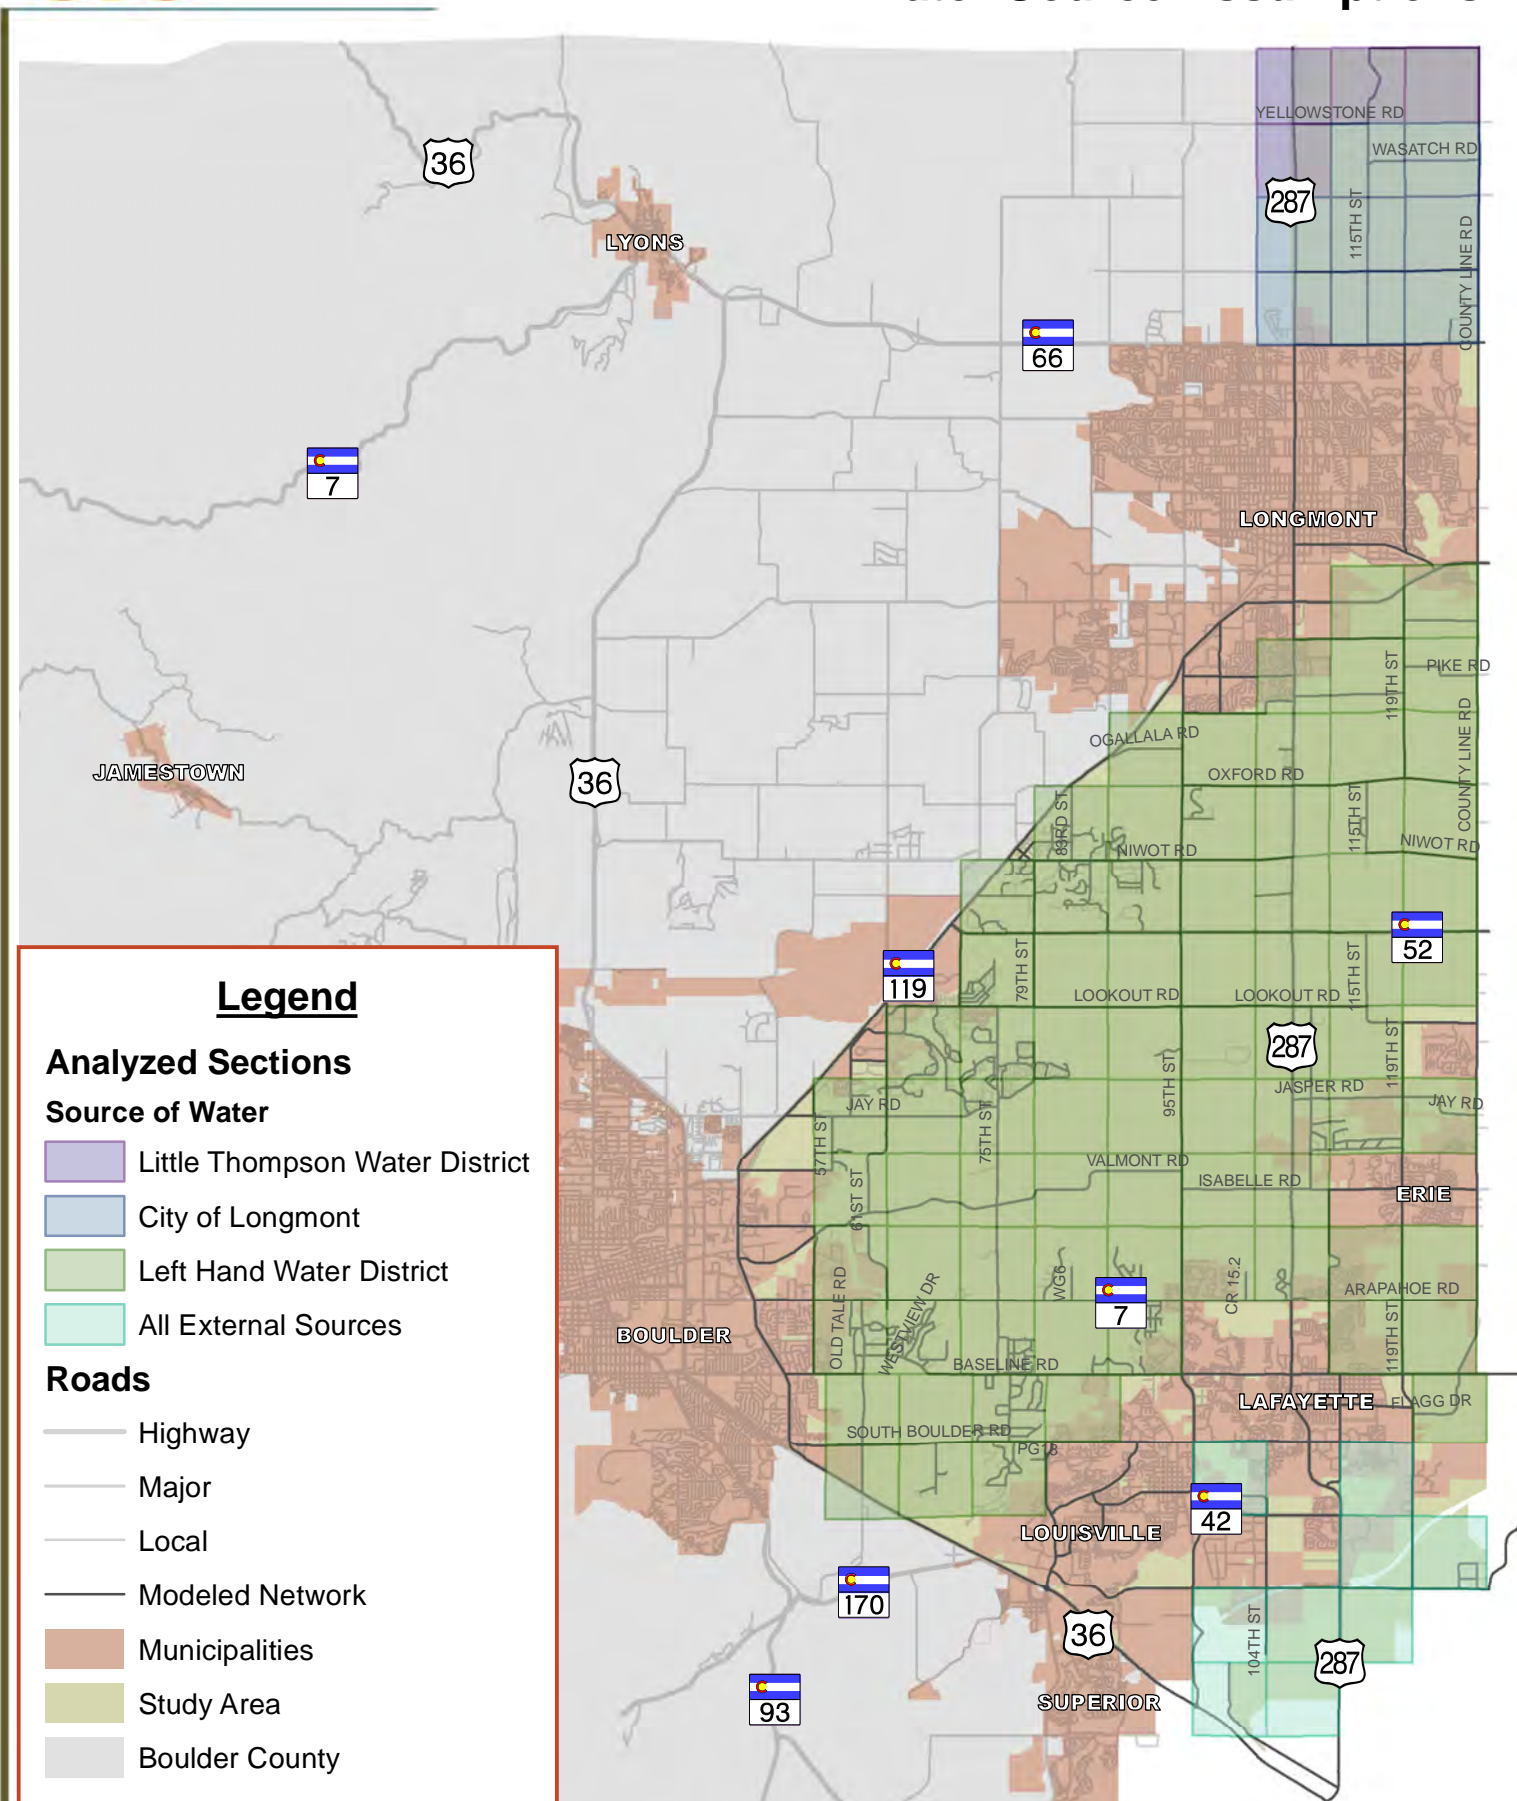 YELLOWSTONE RD
WASATCH RD
36
287
115TH ST
COUNTY LINE RD
LYONS
66
7
LONGMONT
119TH ST
PIKE RD
COUNTY LINE RD
OGALLALA RD
OXFORD RD
JAMESTOWN
36
83RD ST
115TH ST
NIWOT RD
NIWOT RD
52
119
79TH ST
115TH ST
LOOKOUT RD
LOOKOUT RD
287
119TH ST
95TH ST
JASPER RD
JAY RD
JAY RD
57TH ST
75TH ST
VALMONT RD
ISABELLE RD
61ST ST
ERIE
WG6
CR 15.2
ARAPAHOE RD
7
OLD TALE RD
WESTVIEW DR
119TH ST
BOULDER
BASELINE RD
LAFAYETTE
FLAGG DR
SOUTH BOULDER RD
PG13
42
LOUISVILLE
170
104TH ST
36
287
93
SUPERIOR
Legend
Analyzed Sections
Source of Water
Little Thompson Water District
City of Longmont
Left Hand Water District
All External Sources
Roads
Highway
Major
Local
Modeled Network
Municipalities
Study Area
Boulder County